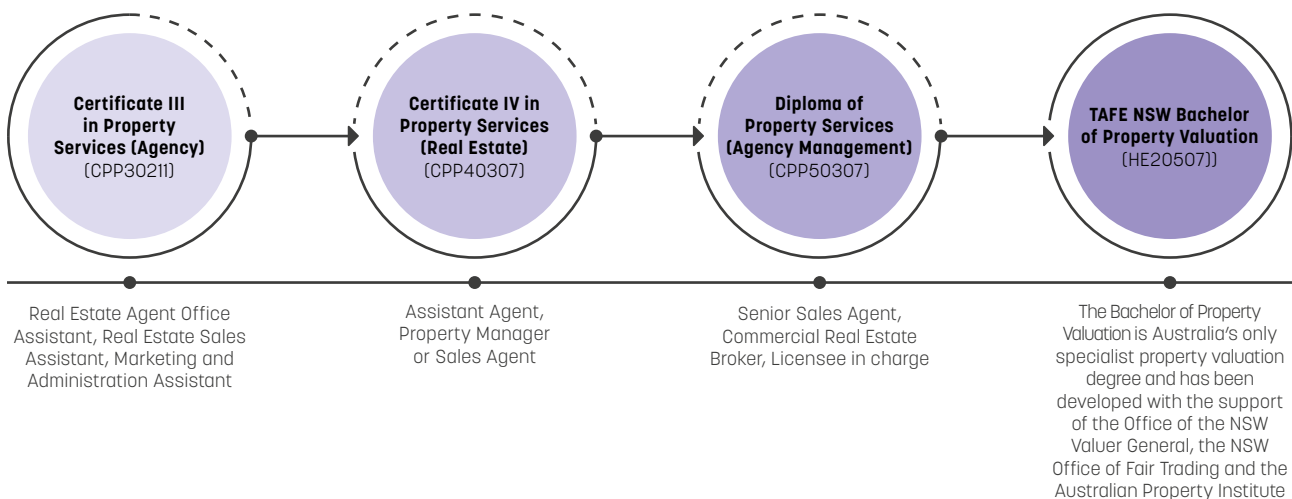 Certificate III
in Property
Services (Agency)
(CPP30211)
Certificate IV in
Property Services
(Real Estate)
(CPP40307)
Diploma of
Property Services
(Agency Management)
(CPP50307)
TAFE NSW Bachelor
of Property Valuation
(HE20507))
Real Estate Agent Office
Assistant, Real Estate Sales
Assistant, Marketing and
Administration Assistant
Assistant Agent,
Property Manager
or Sales Agent
Senior Sales Agent,
Commercial Real Estate
Broker, Licensee in charge
The Bachelor of Property
Valuation is Australia’s only
specialist property valuation
degree and has been
developed with the support
of the Office of the NSW
Valuer General, the NSW
Office of Fair Trading and the
Australian Property Institute